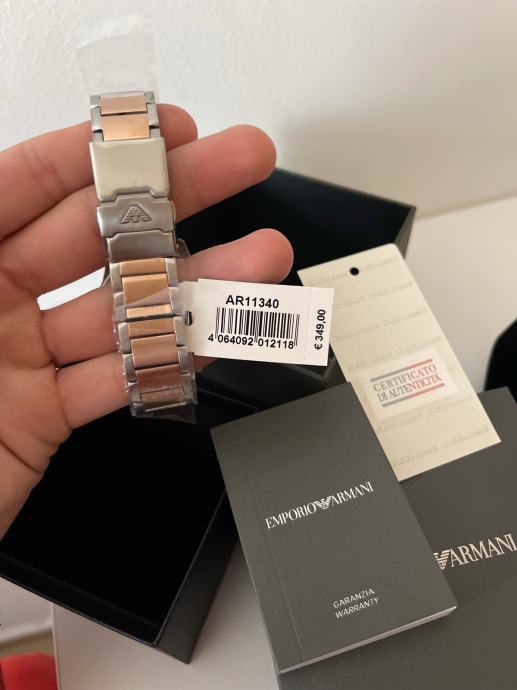 AR11340
4 064092 012118
€ 349,00
CERTIFICATO
DI AUTENTICITÀ
EMPORIO ARMANI
GARANZIA
WARRANTY
ARMANI